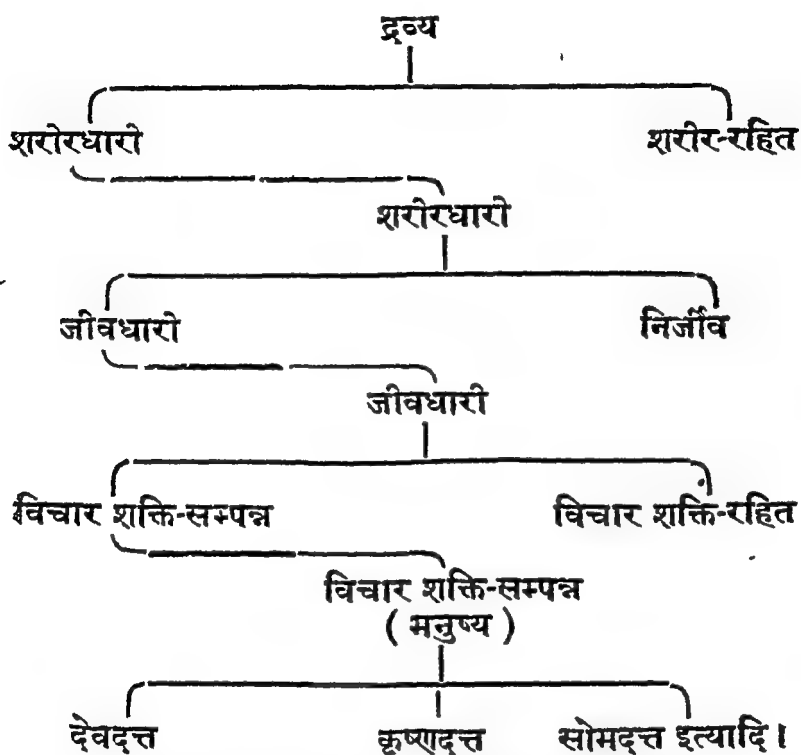 द्रव्य
शरोरधारो शरीर-रहित
शरोरधारो
जीवधारो निर्जीव
जीवधारी
विचार शक्ति-सम्पन्न विचार शक्ति-रहित
विचार शक्ति-सम्पन्न
( मनुष्य )
देवदत्त कृष्णदत्त सोमदत्त इत्यादि।